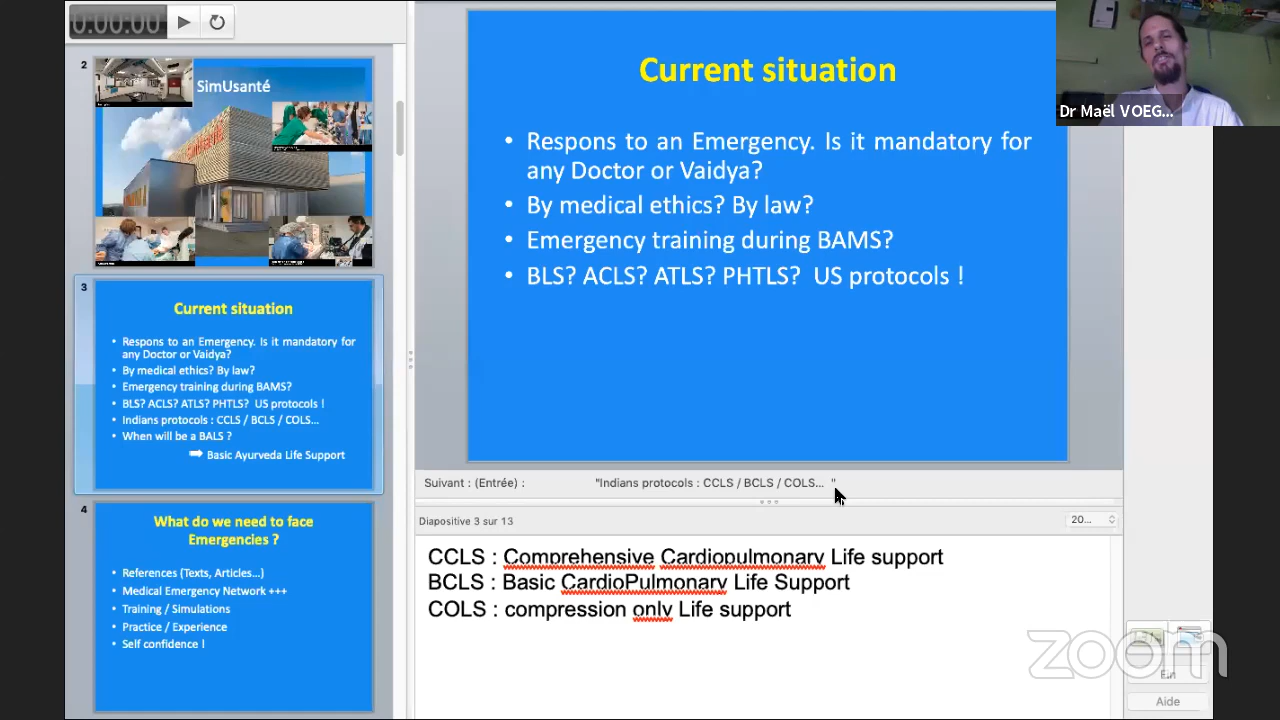 0:00:00
2
SimUsanté
3
Current situation
• Respons to an Emergency. Is it mandatory for
any Doctor or Vaidya?
• By medical ethics? By law?
• Emergency training during BAMS?
• BLS? ACLS? ATLS? PHTLS? US protocols !
• Indians protocols : CCLS / BCLS / COLS...
• When will be a BALS ?
➡ Basic Ayurveda Life Support
4
What do we need to face
Emergencies ?
• References (Texts, Articles...)
• Medical Emergency Network +++
• Training / Simulations
• Practice / Experience
• Self confidence !
Current situation
• Respons to an Emergency. Is it mandatory for
any Doctor or Vaidya?
• By medical ethics? By law?
• Emergency training during BAMS?
• BLS? ACLS? ATLS? PHTLS? US protocols !
Dr Maël VOEG...
Suivant : (Entrée) : "Indians protocols : CCLS / BCLS / COLS... "
Diapositive 3 sur 13
20...
CCLS : Comprehensive Cardiopulmonary Life support
BCLS : Basic CardioPulmonary Life Support
COLS : compression only Life support
zoom
Ein
Aide